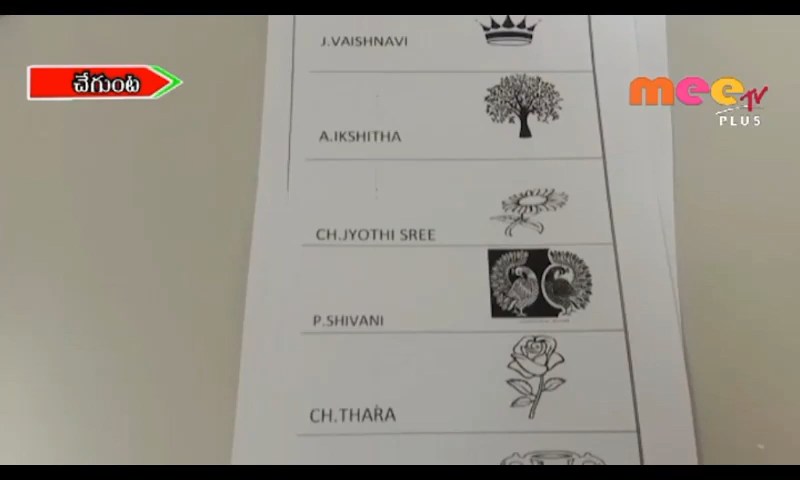 J.VAISHNAVI
చేగుంట
mee TV
PLUS
A.IKSHITHA
CH.JYOTHI SREE
P.SHIVANI
CH.THARA